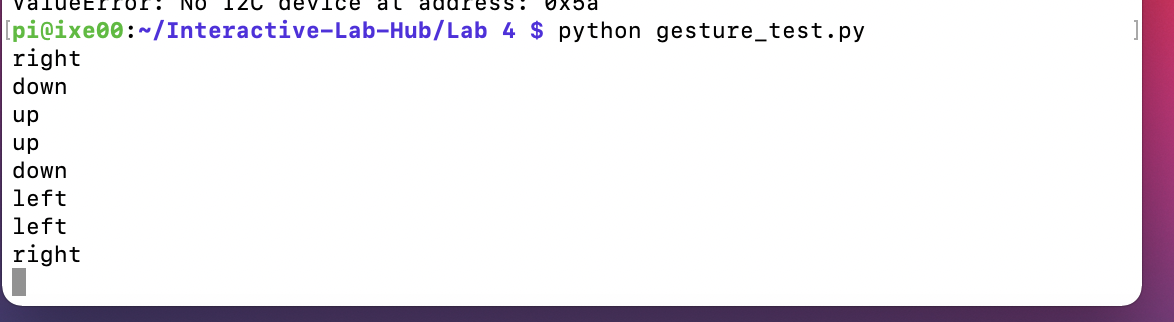 ValueError: No I2C device at address: 0x5a
[pi@ixe00:~/Interactive-Lab-Hub/Lab 4 $ python gesture_test.py ]
right
down
up
up
down
left
left
right